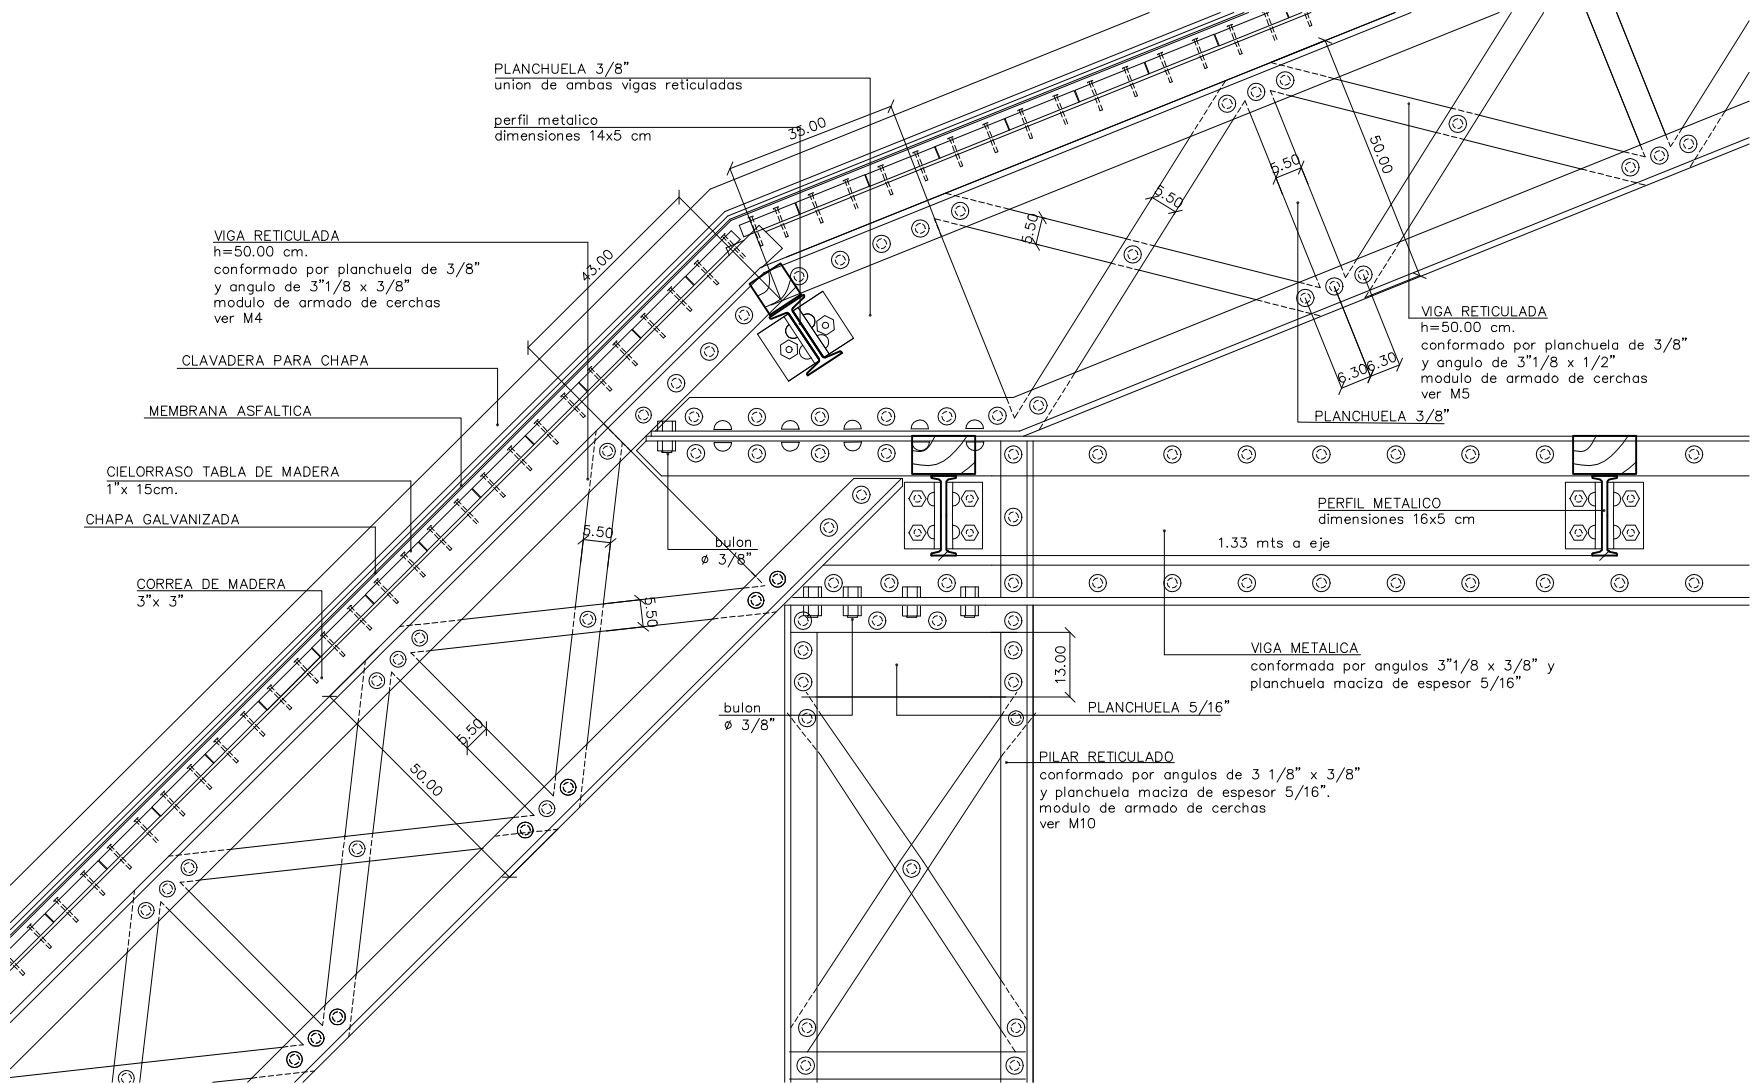 PLANCHUELA 3/8"
union de ambas vigas reticuladas
perfil metalico
dimensiones 14x5 cm
35.00
43.00
50.00
5.50
5.50
5.50
VIGA RETICULADA
h=50.00 cm.
conformado por planchuela de 3/8"
y angulo de 3"1/8 x 3/8"
modulo de armado de cerchas
ver M4
CLAVADERA PARA CHAPA
MEMBRANA ASFALTICA
CIELORRASO TABLA DE MADERA
1"x 15cm.
CHAPA GALVANIZADA
CORREA DE MADERA
3"x 3"
VIGA RETICULADA
h=50.00 cm.
conformado por planchuela de 3/8"
y angulo de 3"1/8 x 1/2"
modulo de armado de cerchas
ver M5
6.30
6.30
PLANCHUELA 3/8"
PERFIL METALICO
dimensiones 16x5 cm
1.33 mts a eje
5.50
bulon
ø 3/8"
5.50
5.50
50.00
13.00
VIGA METALICA
conformada por angulos 3"1/8 x 3/8" y
planchuela maciza de espesor 5/16"
bulon
ø 3/8"
PLANCHUELA 5/16"
PILAR RETICULADO
conformado por angulos de 3 1/8" x 3/8"
y planchuela maciza de espesor 5/16".
modulo de armado de cerchas
ver M10